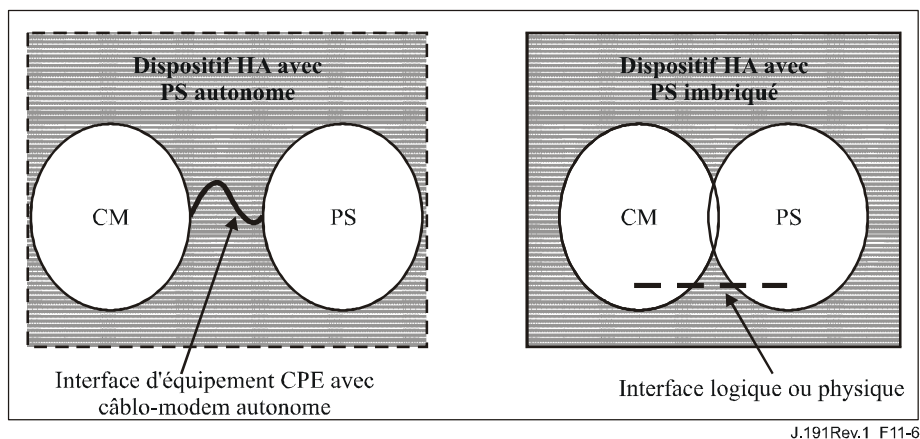 Dispositif HA avec
PS autonome
CM
PS
Interface d'équipement CPE avec
câblo-modem autonome
Dispositif HA avec
PS imbriqué
CM
PS
Interface logique ou physique
J.191Rev.1 F11-6